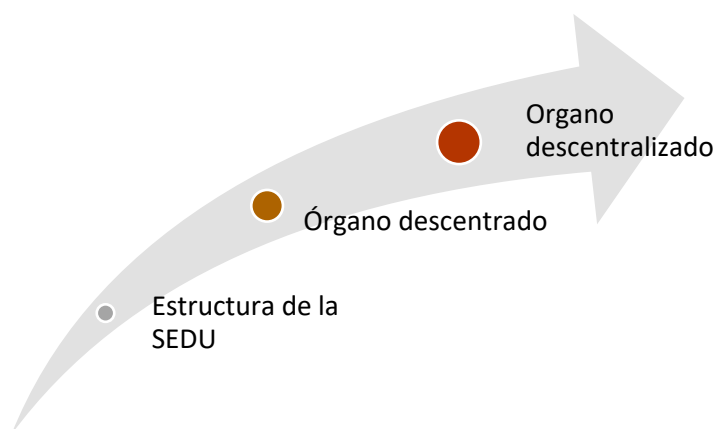 Organo
descentralizado
Órgano descentrado
Estructura de la
SEDU